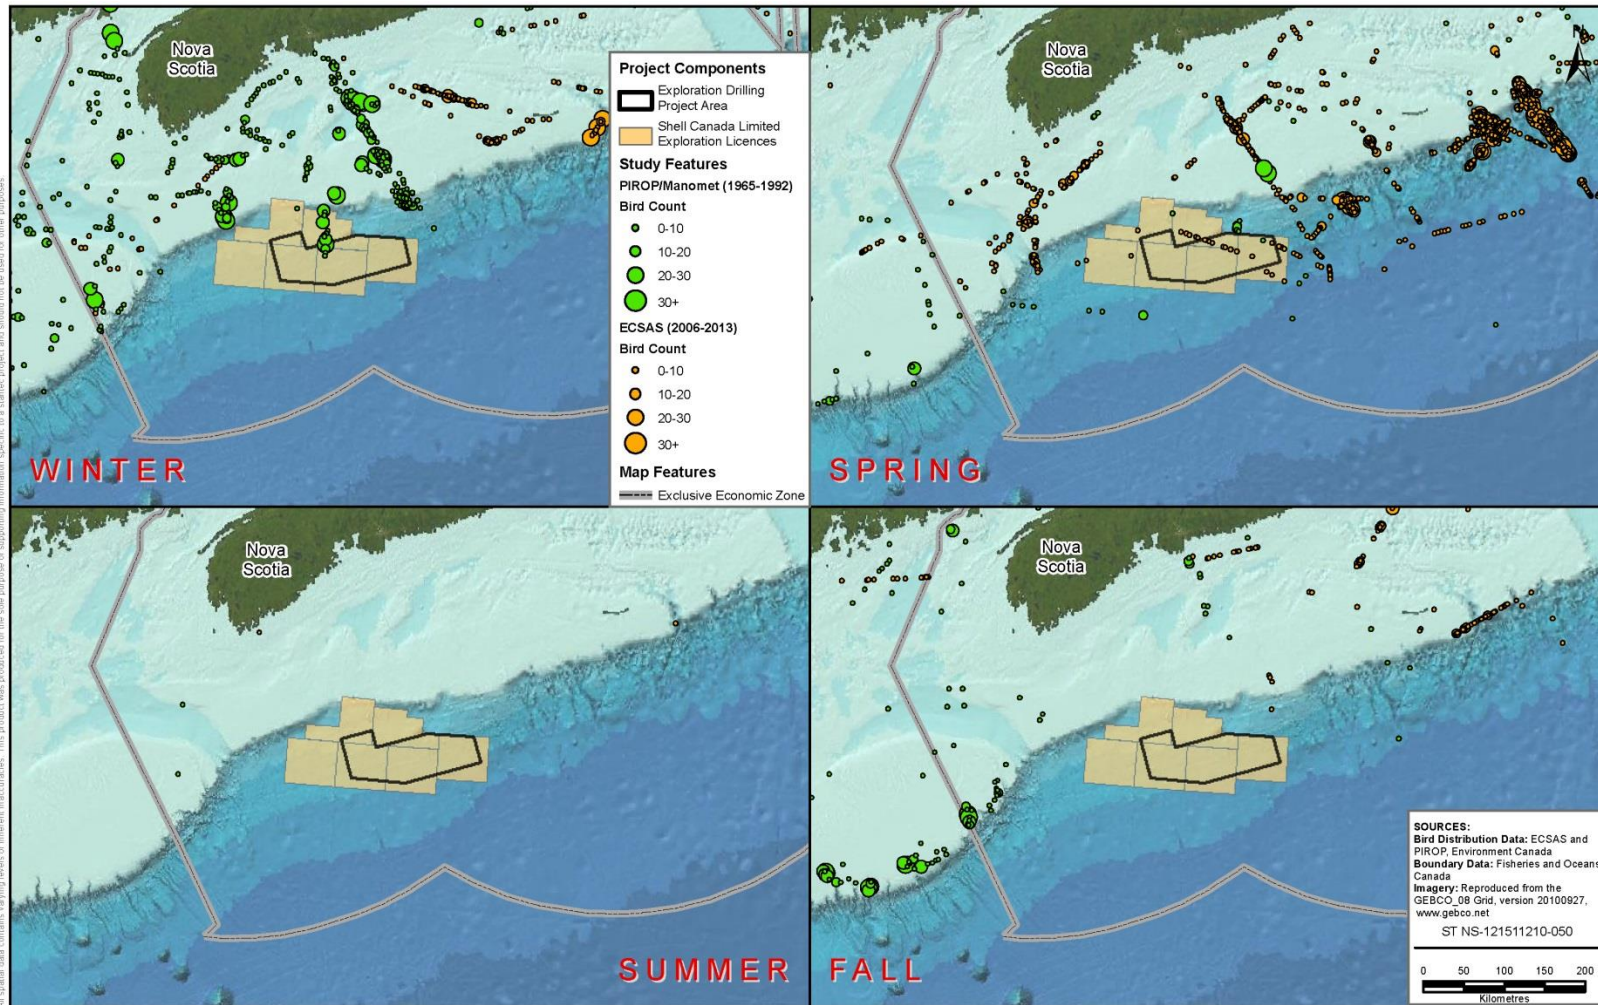 Nova
Scotia
WINTER
Project Components
Exploration Drilling
Project Area
Shell Canada Limited
Exploration Licences
Study Features
PIROP/Manomet (1965-1992)
Bird Count
0-10
10-20
20-30
30+
ECSAS (2006-2013)
Bird Count
0-10
10-20
20-30
30+
Map Features
Exclusive Economic Zone
Nova
Scotia
SPRING
Nova
Scotia
SUMMER
Nova
Scotia
FALL
SOURCES:
Bird Distribution Data: ECSAS and
PIROP, Environment Canada
Boundary Data: Fisheries and Oceans
Canada
Imagery: Reproduced from the
GEBCO_08 Grid, version 20100927,
www.gebco.net
ST NS-121511210-050
0 50 100 150 200
Kilometres